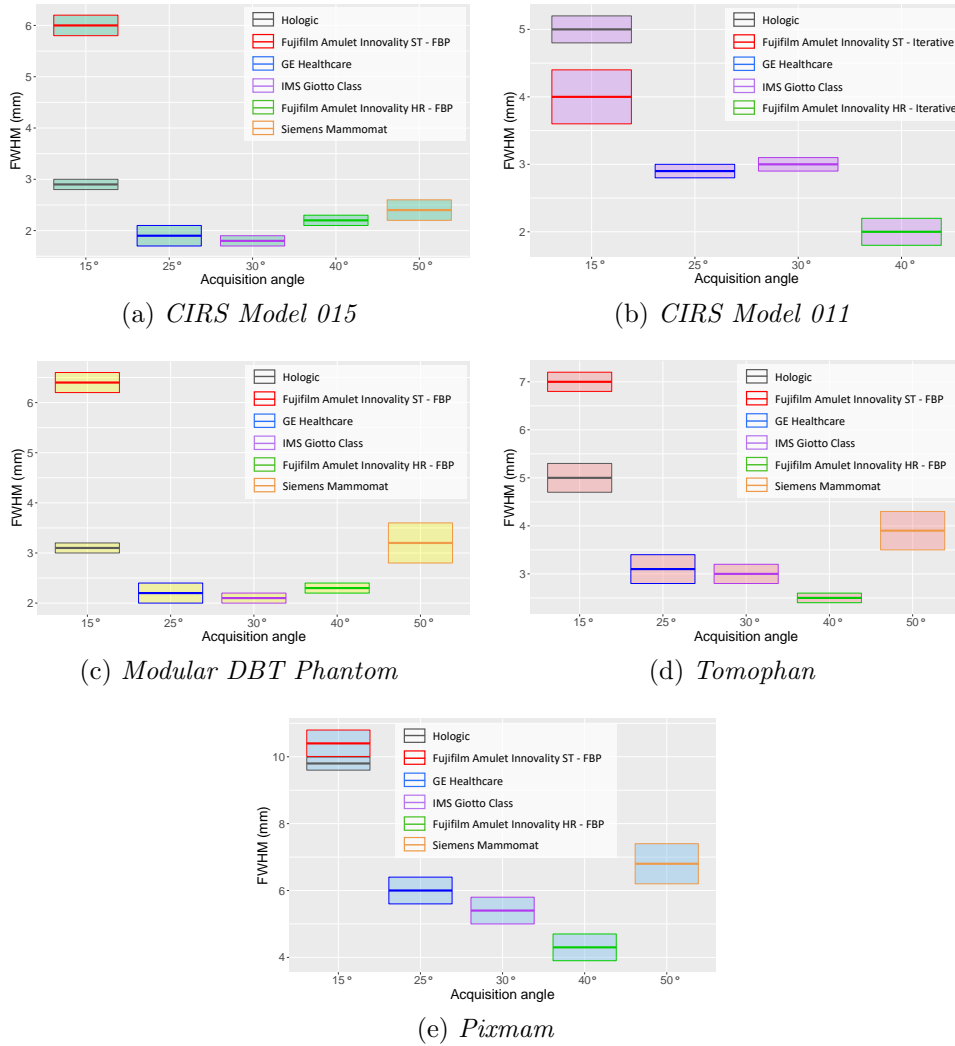 FWHM (mm)
6
5
4
3
2
Hologic
Fujifilm Amulet Innovality ST - FBP
GE Healthcare
IMS Giotto Class
Fujifilm Amulet Innovality HR - FBP
Siemens Mammomat
15° 25° 30° 40° 50°
Acquisition angle
(a) CIRS Model 015
FWHM (mm)
5
4
3
2
Hologic
Fujifilm Amulet Innovality ST - Iterative
GE Healthcare
IMS Giotto Class
Fujifilm Amulet Innovality HR - Iterative
15° 25° 30° 40°
Acquisition angle
(b) CIRS Model 011
FWHM (mm)
6
5
4
3
2
Hologic
Fujifilm Amulet Innovality ST - FBP
GE Healthcare
IMS Giotto Class
Fujifilm Amulet Innovality HR - FBP
Siemens Mammomat
15° 25° 30° 40° 50°
Acquisition angle
(c) Modular DBT Phantom
FWHM (mm)
7
6
5
4
3
Hologic
Fujifilm Amulet Innovality ST - FBP
GE Healthcare
IMS Giotto Class
Fujifilm Amulet Innovality HR - FBP
Siemens Mammomat
15° 25° 30° 40° 50°
Acquisition angle
(d) Tomophan
FWHM (mm)
10
8
6
4
Hologic
Fujifilm Amulet Innovality ST - FBP
GE Healthcare
IMS Giotto Class
Fujifilm Amulet Innovality HR - FBP
Siemens Mammomat
15° 25° 30° 40° 50°
Acquisition angle
(e) Pixmam